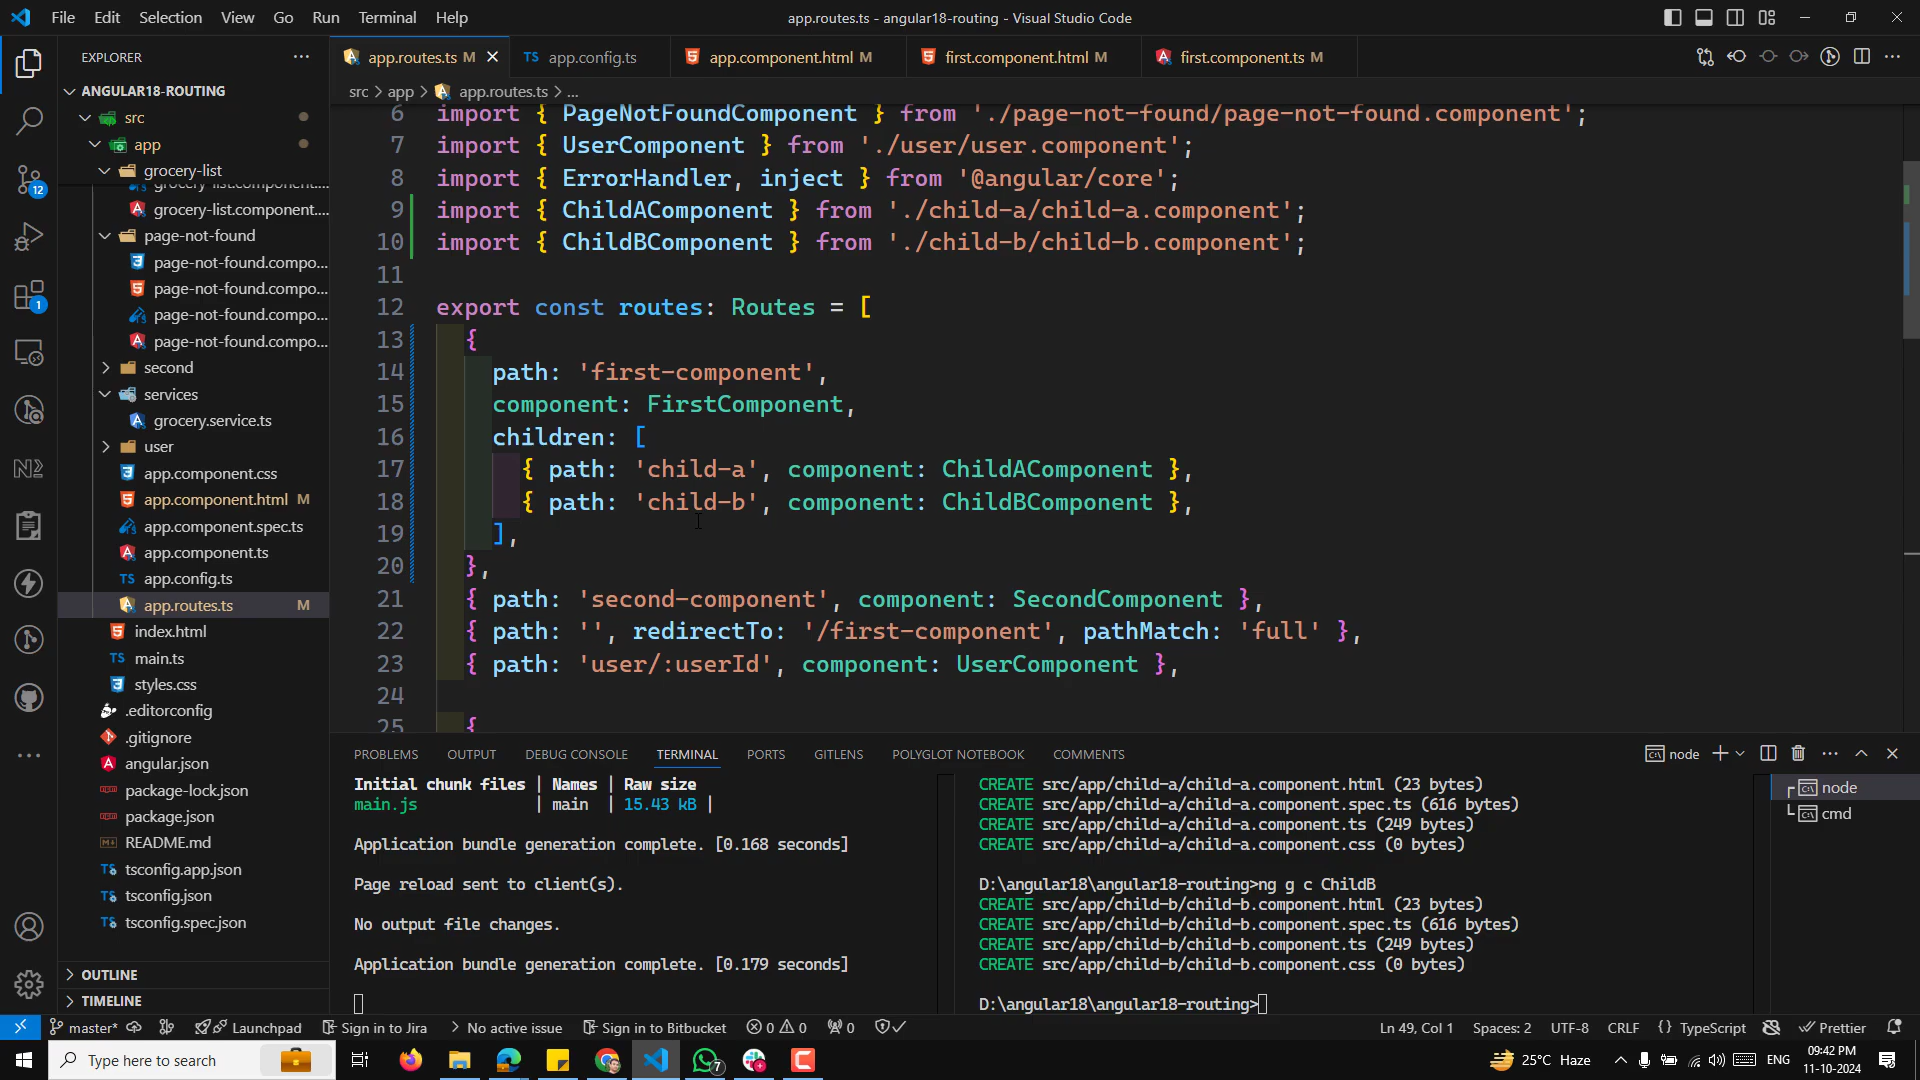 File Edit Selection View Go Run Terminal Help
app.routes.ts - angular18-routing - Visual Studio Code
EXPLORER
ANGULAR18-ROUTING
src
app
grocery-list
grocery-list.component....
grocery-list.component....
page-not-found
page-not-found.compo...
page-not-found.compo...
page-not-found.compo...
page-not-found.compo...
second
services
grocery.service.ts
user
app.component.css
app.component.html M
app.component.spec.ts
app.component.ts
app.config.ts
app.routes.ts M
index.html
main.ts
styles.css
.editorconfig
.gitignore
angular.json
package-lock.json
package.json
README.md
tsconfig.app.json
tsconfig.json
tsconfig.spec.json
OUTLINE
TIMELINE
12
1
app.routes.ts M
app.config.ts
app.component.html M
first.component.html M
first.component.ts M
src > app > app.routes.ts > ...
6 import { PageNotFoundComponent } from './page-not-found/page-not-found.component';
7 import { UserComponent } from './user/user.component';
8 import { ErrorHandler, inject } from '@angular/core';
9 import { ChildAComponent } from './child-a/child-a.component';
10 import { ChildBComponent } from './child-b/child-b.component';
11
12 export const routes: Routes = [
13 {
14 path: 'first-component',
15 component: FirstComponent,
16 children: [
17 { path: 'child-a', component: ChildAComponent },
18 { path: 'child-b', component: ChildBComponent },
19 ],
20 },
21 { path: 'second-component', component: SecondComponent },
22 { path: '', redirectTo: '/first-component', pathMatch: 'full' },
23 { path: 'user/:userId', component: UserComponent },
24
25 {
PROBLEMS OUTPUT DEBUG CONSOLE TERMINAL PORTS GITLENS POLYGLOT NOTEBOOK COMMENTS
node
Initial chunk files | Names | Raw size
main.js | main | 15.43 kB |
Application bundle generation complete. [0.168 seconds]
Page reload sent to client(s).
No output file changes.
Application bundle generation complete. [0.179 seconds]
CREATE src/app/child-a/child-a.component.html (23 bytes)
CREATE src/app/child-a/child-a.component.spec.ts (616 bytes)
CREATE src/app/child-a/child-a.component.ts (249 bytes)
CREATE src/app/child-a/child-a.component.css (0 bytes)
D:\angular18\angular18-routing>ng g c ChildB
CREATE src/app/child-b/child-b.component.html (23 bytes)
CREATE src/app/child-b/child-b.component.spec.ts (616 bytes)
CREATE src/app/child-b/child-b.component.ts (249 bytes)
CREATE src/app/child-b/child-b.component.css (0 bytes)
D:\angular18\angular18-routing>
node
cmd
master* Launchpad Sign in to Jira No active issue Sign in to Bitbucket 0 0 0 Ln 49, Col 1 Spaces: 2 UTF-8 CRLF {} TypeScript Prettier
Type here to search
7
25°C Haze
ENG
09:42 PM
11-10-2024